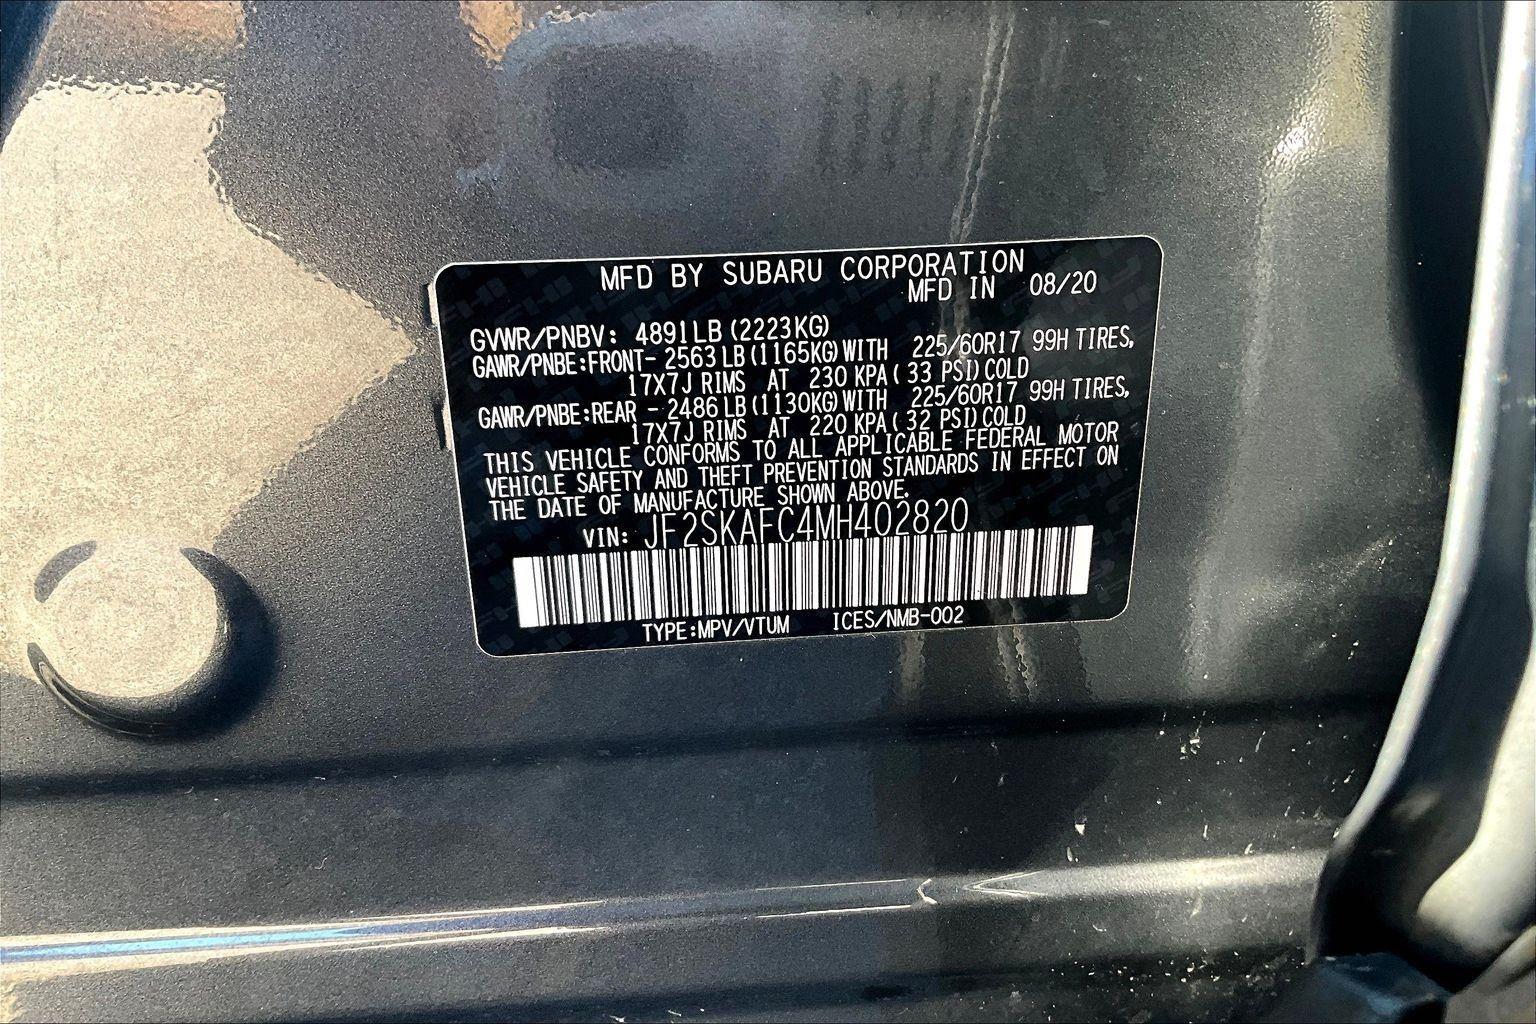 MFD BY SUBARU CORPORATION
MFD IN 08/20
GVWR/PNBV: 4891LB(2223KG)
GAWR/PNBE:FRONT- 2563LB(1165KG)WITH 225/60R17 99H TIRES,
17X7J RIMS AT 230 KPA( 33 PSI)COLD
GAWR/PNBE:REAR - 2486LB(1130KG)WITH 225/60R17 99H TIRES,
17X7J RIMS AT 220 KPA( 32 PSI)COLD
THIS VEHICLE CONFORMS TO ALL APPLICABLE FEDERAL MOTOR
VEHICLE SAFETY AND THEFT PREVENTION STANDARDS IN EFFECT ON
THE DATE OF MANUFACTURE SHOWN ABOVE.
VIN: JF2SKAFC4MH402820
TYPE:MPV/VTUM ICES/NMB-002